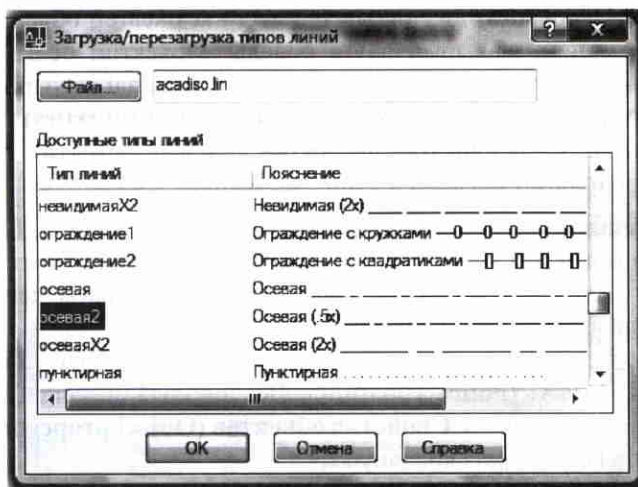 Загрузка/перезагрузка типов линий
Файл... acadiso.lin
Доступные типы линий
Тип линий Пояснение
невидимаяX2 Невидимая (2x)
ограждение1 Ограждение с кружками
ограждение2 Ограждение с квадратиками
осевая Осевая
осевая2 Осевая (.5x)
осеваяX2 Осевая (2x)
пунктирная Пунктирная
OK Отмена Справка